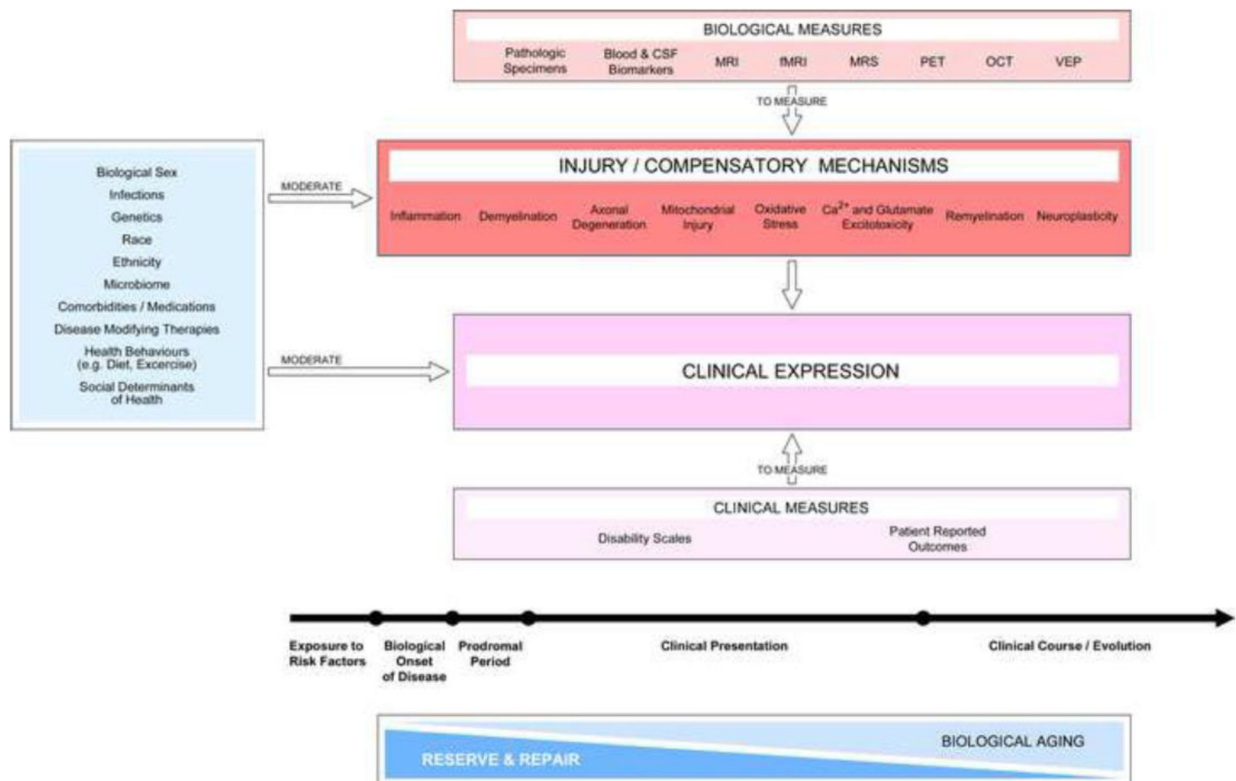 BIOLOGICAL MEASURES
Pathologic
Specimens
Blood & CSF
Biomarkers
MRI
fMRI
MRS
PET
OCT
VEP
TO MEASURE
Biological Sex
Infections
Genetics
Race
Ethnicity
Microbiome
Comorbidities / Medications
Disease Modifying Therapies
Health Behaviours
(e.g. Diet, Excercise)
Social Determinants
of Health
MODERATE
INJURY / COMPENSATORY MECHANISMS
Inflammation
Demyelination
Axonal
Degeneration
Mitochondrial
Injury
Oxidative
Stress
Ca2+ and Glutamate
Excitotoxicity
Remyelination
Neuroplasticity
MODERATE
CLINICAL EXPRESSION
TO MEASURE
CLINICAL MEASURES
Disability Scales
Patient Reported
Outcomes
Exposure to
Risk Factors
Biological
Onset
of Disease
Prodromal
Period
Clinical Presentation
Clinical Course / Evolution
BIOLOGICAL AGING
RESERVE & REPAIR